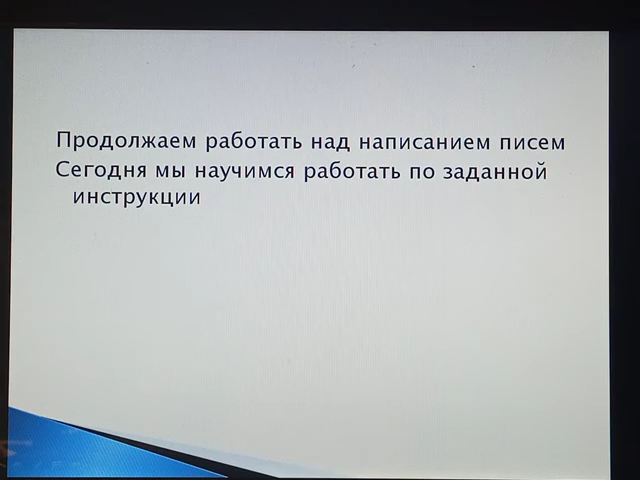 Продолжаем работать над написанием писем
Сегодня мы научимся работать по заданной
инструкции